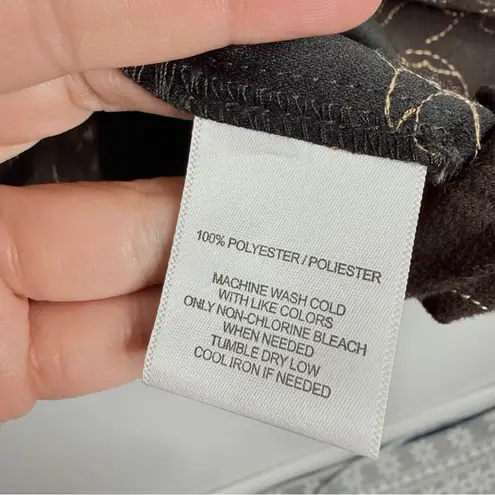 100% POLYESTER / POLIESTER
MACHINE WASH COLD
WITH LIKE COLORS
ONLY NON-CHLORINE BLEACH
WHEN NEEDED
TUMBLE DRY LOW
COOL IRON IF NEEDED